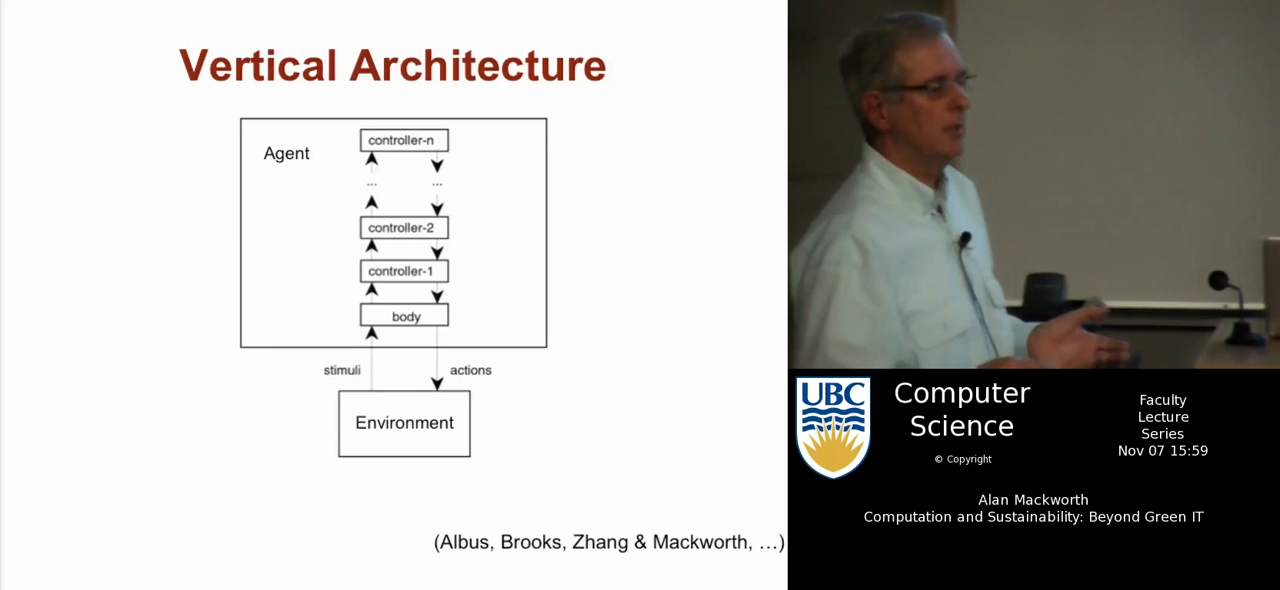 Vertical Architecture
Agent
controller-n
...
...
controller-2
controller-1
body
stimuli
actions
Environment
(Albus, Brooks, Zhang & Mackworth, …)
UBC
Computer
Science
© Copyright
Faculty
Lecture
Series
Nov 07 15:59
Alan Mackworth
Computation and Sustainability: Beyond Green IT